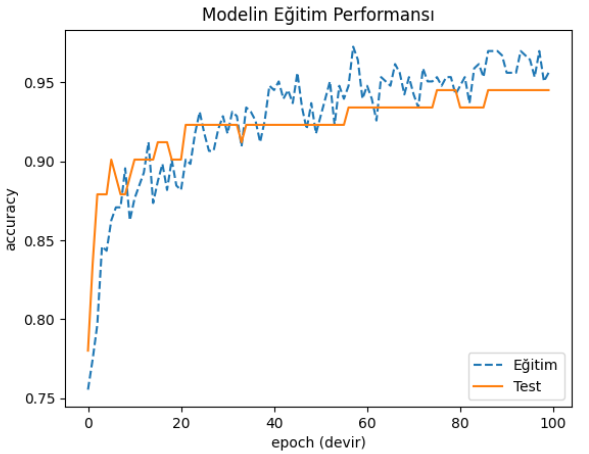 Modelin Eğitim Performansı
accuracy
0.95
0.90
0.85
0.80
0.75
0 20 40 60 80 100
epoch (devir)
Eğitim
Test